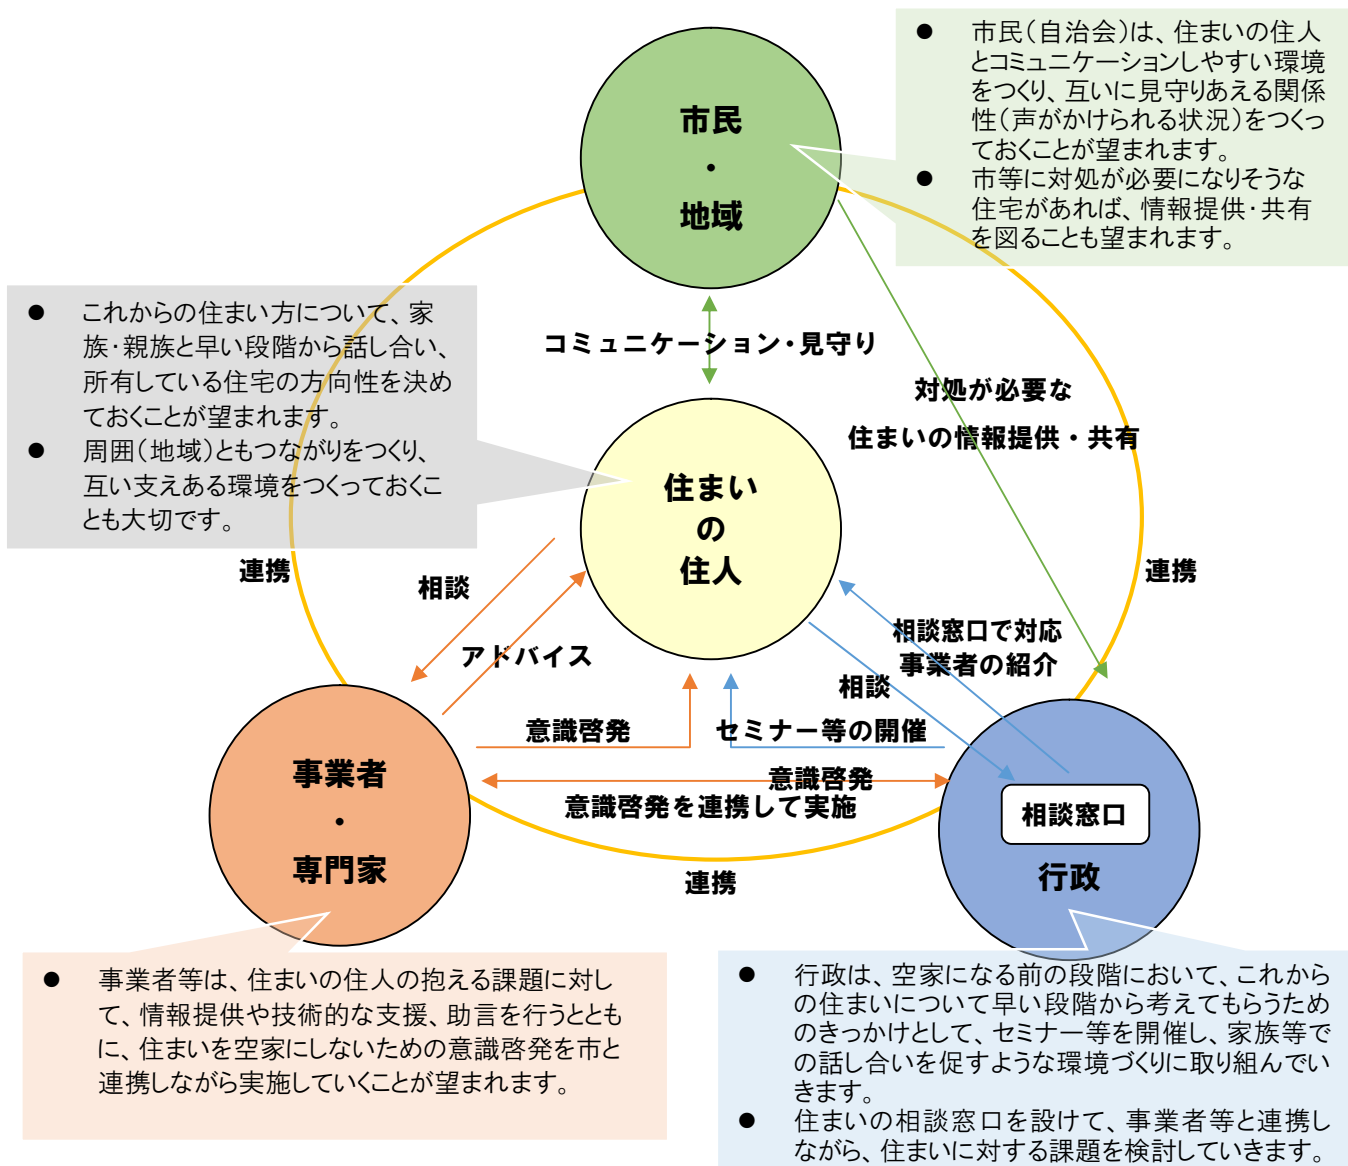 市民
・
地域
● 市民（自治会）は、住まいの住人
とコミュニケーションしやすい環境
をつくり、互いに見守りあえる関係
性（声がかけられる状況）をつくっ
ておくことが望まれます。
● 市等に対処が必要になりそうな
住宅があれば、情報提供・共有
を図ることも望まれます。
● これからの住まい方について、家
族・親族と早い段階から話し合い、
所有している住宅の方向性を決め
ておくことが望まれます。
● 周囲（地域）ともつながりをつくり、
互い支えある環境をつくっておくこ
とも大切です。
コミュニケーション・見守り
対処が必要な
住まいの情報提供・共有
住まい
の
住人
連携
連携
相談
アドバイス
相談窓口で対応
事業者の紹介
相談
意識啓発
セミナー等の開催
意識啓発
意識啓発を連携して実施
連携
事業者
・
専門家
相談窓口
行政
● 事業者等は、住まいの住人の抱える課題に対し
て、情報提供や技術的な支援、助言を行うととも
に、住まいを空家にしないための意識啓発を市と
連携しながら実施していくことが望まれます。
● 行政は、空家になる前の段階において、これから
の住まいについて早い段階から考えてもらうため
のきっかけとして、セミナー等を開催し、家族等で
の話し合いを促すような環境づくりに取り組んでい
きます。
● 住まいの相談窓口を設けて、事業者等と連携し
ながら、住まいに対する課題を検討していきます。